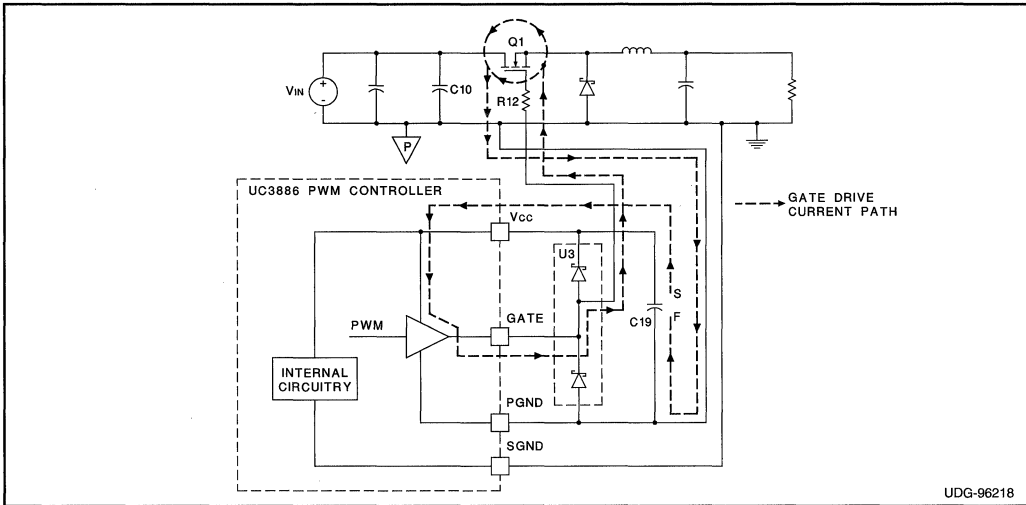 Q1
VIN
+
-
C10
R12
P
UC3886 PWM CONTROLLER
GATE DRIVE
CURRENT PATH
VCC
U3
S
F
GATE
C19
PWM
INTERNAL
CIRCUITRY
PGND
SGND
UDG-96218